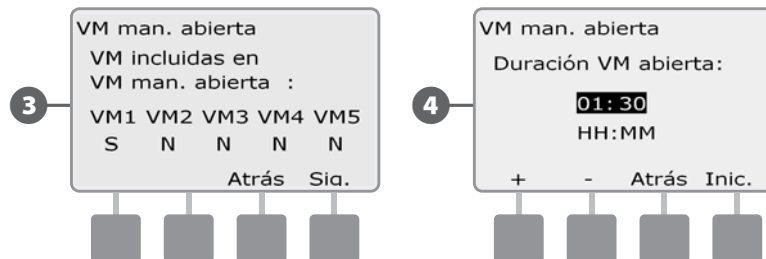 3
VM man. abierta
VM incluidas en
VM man. abierta :
VM1 VM2 VM3 VM4 VM5
S N N N N
Atrás Sig.
4
VM man. abierta
Duración VM abierta:
01:30
HH:MM
+ - Atrás Inic.